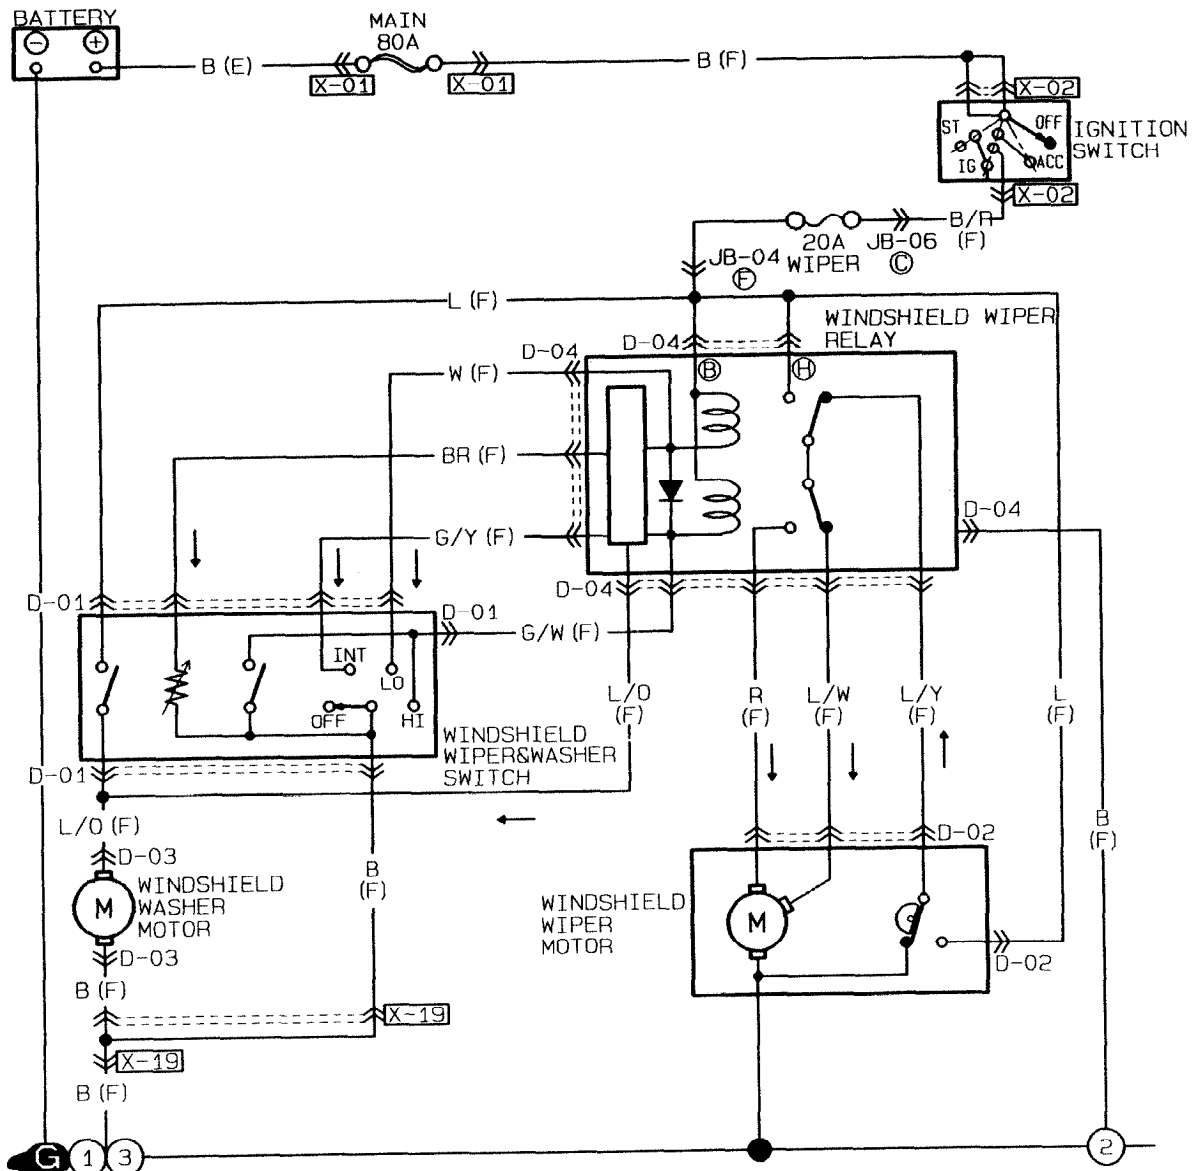 BATTERY
MAIN
80A
B (E)
X-01
X-01
B (F)
X-02
ST
OFF
IG
ACC
IGNITION
SWITCH
X-02
B/R
(F)
20A
WIPER
JB-06
C
JB-04
F
L (F)
WINDSHIELD WIPER
RELAY
D-04
D-04
B
H
W (F)
BR (F)
G/Y (F)
D-04
D-04
D-01
D-01
G/W (F)
INT
LO
OFF
HI
WINDSHIELD
WIPER&WASHER
SWITCH
L/O
(F)
R
(F)
L/W
(F)
L/Y
(F)
L
(F)
D-01
L/O (F)
D-03
WINDSHIELD
WASHER
MOTOR
M
D-03
B (F)
B
(F)
X-19
X-19
B (F)
D-02
B
(F)
WINDSHIELD
WIPER
MOTOR
M
D-02
G
1
3
2